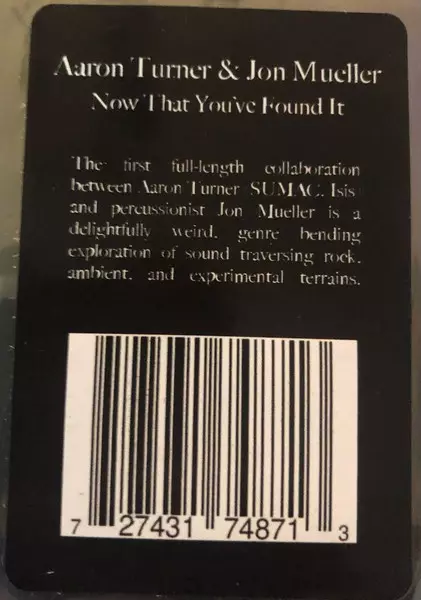 Aaron Turner & Jon Mueller
Now That You've Found It
The first full-length collaboration
between Aaron Turner SUMAC, Isis
and percussionist Jon Mueller is a
delightfully weird, genre bending
exploration of sound traversing rock,
ambient, and experimental terrains.
7 27431 74871 3